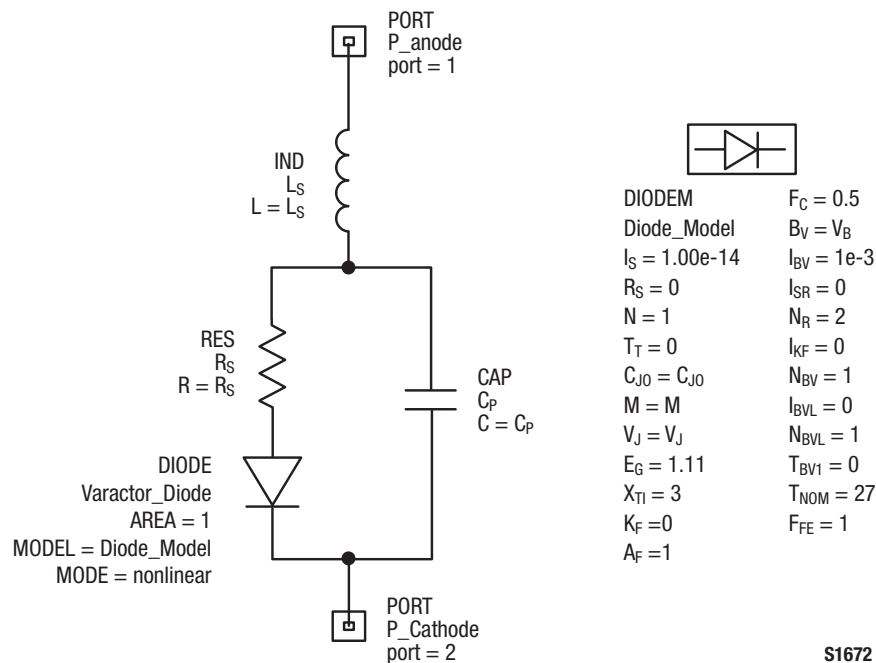 PORT
P_anode
port = 1
IND
L_S
L = L_S
RES
R_S
R = R_S
CAP
C_P
C = C_P
DIODE
Varactor_Diode
AREA = 1
MODEL = Diode_Model
MODE = nonlinear
PORT
P_Cathode
port = 2
DIODEM
Diode_Model
I_S = 1.00e-14
R_S = 0
N = 1
T_T = 0
C_J0 = C_J0
M = M
V_J = V_J
E_G = 1.11
X_TI = 3
K_F =0
A_F =1
F_C = 0.5
B_V = V_B
I_BV = 1e-3
I_SR = 0
N_R = 2
I_KF = 0
N_BV = 1
I_BVL = 0
N_BVL = 1
T_BV1 = 0
T_NOM = 27
F_FE = 1
S1672